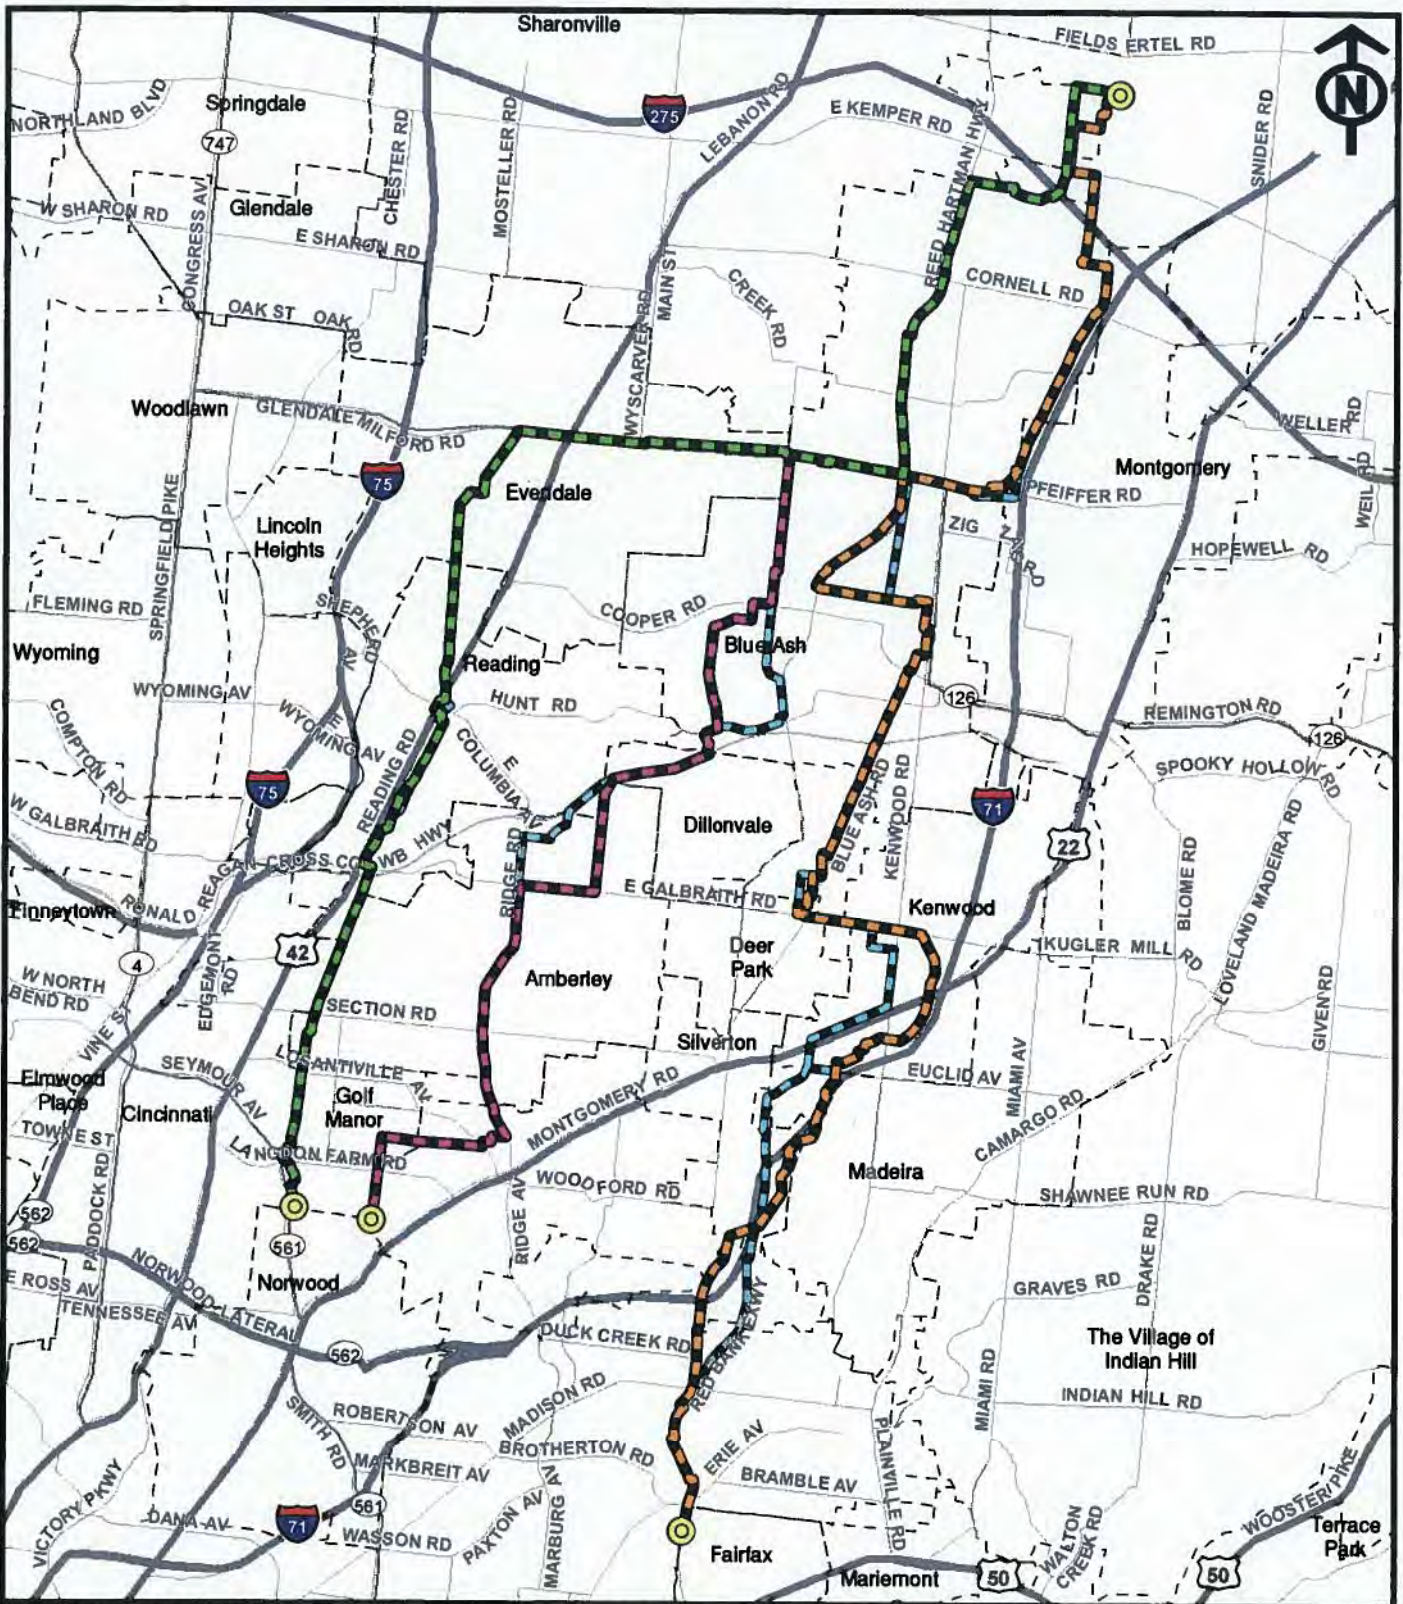 Sharonville
FIELDS ERTEL RD
N
Springdale
NORTHLAND BLVD
747
275
LEBANON RD
E KEMPER RD
REED HARTMAN HWY
SNIDER RD
CHESTER RD
MOSTELLER RD
CONGRESS AV
W SHARON RD
Glendale
E SHARON RD
CORNELL RD
CREEK RD
MAIN ST
WYSCARVER RD
OAK ST
OAK RD
Woodlawn
GLENDALE MILFORD RD
WELLER RD
75
Evendale
Montgomery
PFEIFFER RD
WEIL RD
SPRINGFIELD PIKE
Lincoln
Heights
ZIG ZAG RD
HOPEWELL RD
FLEMING RD
SHEPHERD AV
COOPER RD
Wyoming
Reading
Blue Ash
WYOMING AV
E WYOMING AV
HUNT RD
126
REMINGTON RD
126
COMPTON RD
READING RD
E COLUMBIA AV
SPOOKY HOLLOW RD
75
71
W GALBRAITH RD
Dillonvale
BLUE ASH RD
KENWOOD RD
22
RONALD REAGAN CROSS CO WB HWY
RIDGE RD
E GALBRAITH RD
BLOME RD
LOVELAND MADEIRA RD
Finneytown
Kenwood
4
42
Deer
Park
KUGLER MILL RD
W NORTH
BEND RD
EDGEMONT RD
Amberley
GIVEN RD
SECTION RD
VINE ST
Silverton
SEYMOUR AV
LOSANTIVILLE AV
EUCLID AV
MIAMI AV
Elmwood
Place
Cincinnati
Golf
Manor
MONTGOMERY RD
CAMARGO RD
TOWNE ST
LANGDON FARM RD
Madeira
PADDOCK RD
WOODFORD RD
SHAWNEE RUN RD
562
562
561
RIDGE AV
DRAKE RD
Norwood
E ROSS AV
NORWOOD-LATERAL
GRAVES RD
TENNESSEE AV
RED BANK EXWY
DUCK CREEK RD
The Village of
Indian Hill
562
MIAMI RD
INDIAN HILL RD
SMITH RD
ROBERTSON AV
MADISON RD
BROTHERTON RD
ERIE AV
PLAINVILLE RD
MARKBREIT AV
BRAMBLE AV
VICTORY PKWY
561
PAXTON AV
MARBURG AV
WOOSTER PIKE
DANA AV
71
WASSON RD
WALTON
CREEK RD
Terrace
Park
Fairfax
Mariemont
50
50